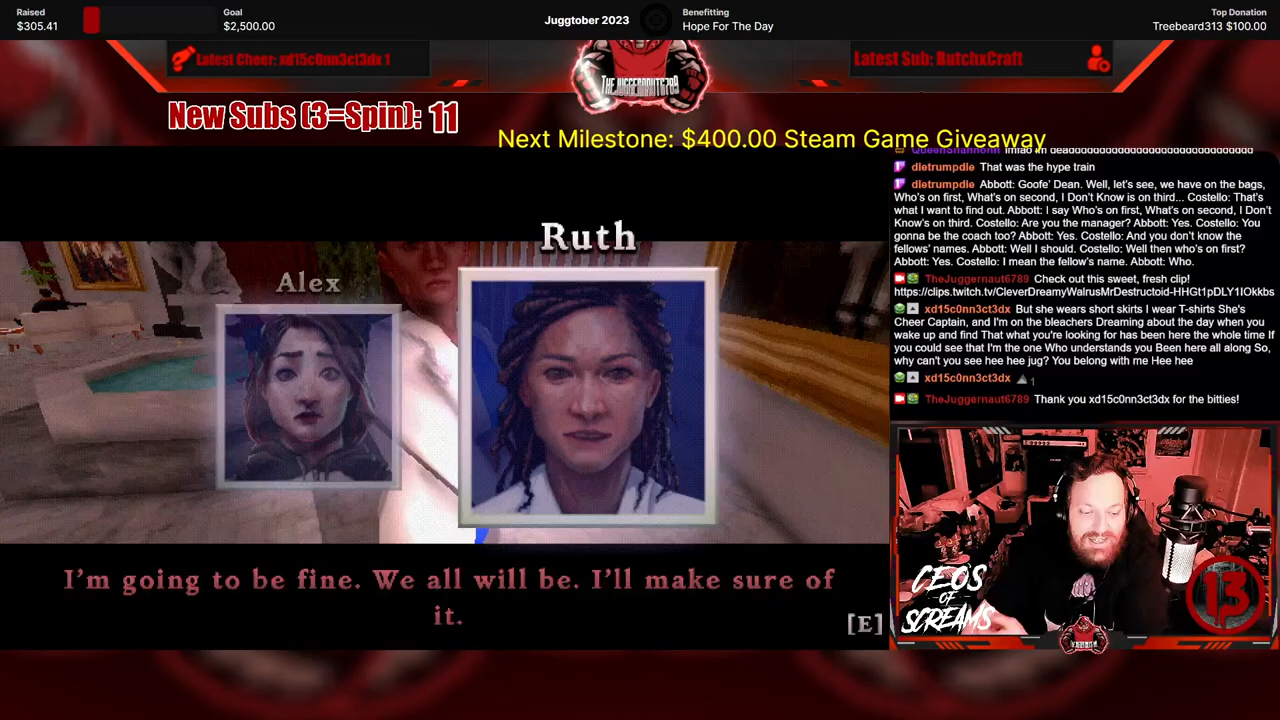 Raised
$305.41
Goal
$2,500.00
Juggtober 2023
Benefitting
Hope For The Day
Top Donation
Treebeard313 $100.00
Latest Cheer: xd15c0nn3ct3dx 1
THEJUGGERNAUT6789
Latest Sub: ButchxCraft
New Subs (3=Spin): 11
Next Milestone: $400.00 Steam Game Giveaway
dietrumpdie That was the hype train
dietrumpdie Abbott: Goofe' Dean. Well, let's see, we have on the bags,
Who's on first, What's on second, I Don't Know is on third... Costello: That's
what I want to find out. Abbott: I say Who's on first, What's on second, I Don't
Know's on third. Costello: Are you the manager? Abbott: Yes. Costello: You
gonna be the coach too? Abbott: Yes. Costello: And you don't know the
fellows' names. Abbott: Well I should. Costello: Well then who's on first?
Abbott: Yes. Costello: I mean the fellow's name. Abbott: Who.
TheJuggernaut6789 Check out this sweet, fresh clip!
https://clips.twitch.tv/CleverDreamyWalrusMrDestructoid-HHGt1pDLY1IOkkbs
xd15c0nn3ct3dx But she wears short skirts I wear T-shirts She's
Cheer Captain, and I'm on the bleachers Dreaming about the day when you
wake up and find That what you're looking for has been here the whole time If
you could see that I'm the one Who understands you Been here all along So,
why can't you see hee hee jug? You belong with me Hee hee
xd15c0nn3ct3dx 1
TheJuggernaut6789 Thank you xd15c0nn3ct3dx for the bitties!
Alex
Ruth
I'm going to be fine. We all will be. I'll make sure of
it.
[E]
CEOS
OF
SCREAMS
13